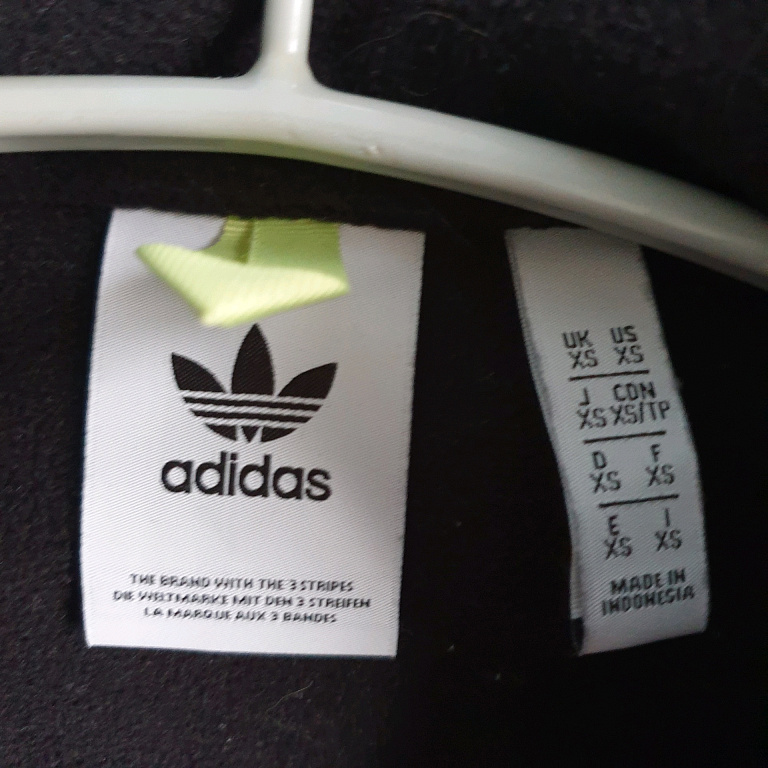 adidas
THE BRAND WITH THE 3 STRIPES
DIE WELTMARKE MIT DEN 3 STREIFEN
LA MARQUE AUX 3 BANDES
UK US
XS XS
J CDN
XS XS/TP
D F
XS XS
E I
XS XS
MADE IN
INDONESIA